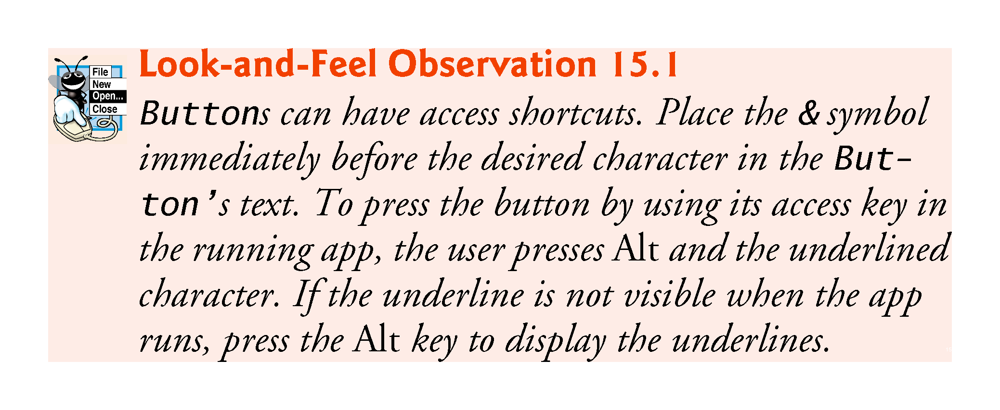 Look-and-Feel Observation 15.1
File
New
Open...
Close
Buttons can have access shortcuts. Place the & symbol
immediately before the desired character in the But-
ton's text. To press the button by using its access key in
the running app, the user presses Alt and the underlined
character. If the underline is not visible when the app
runs, press the Alt key to display the underlines.
15